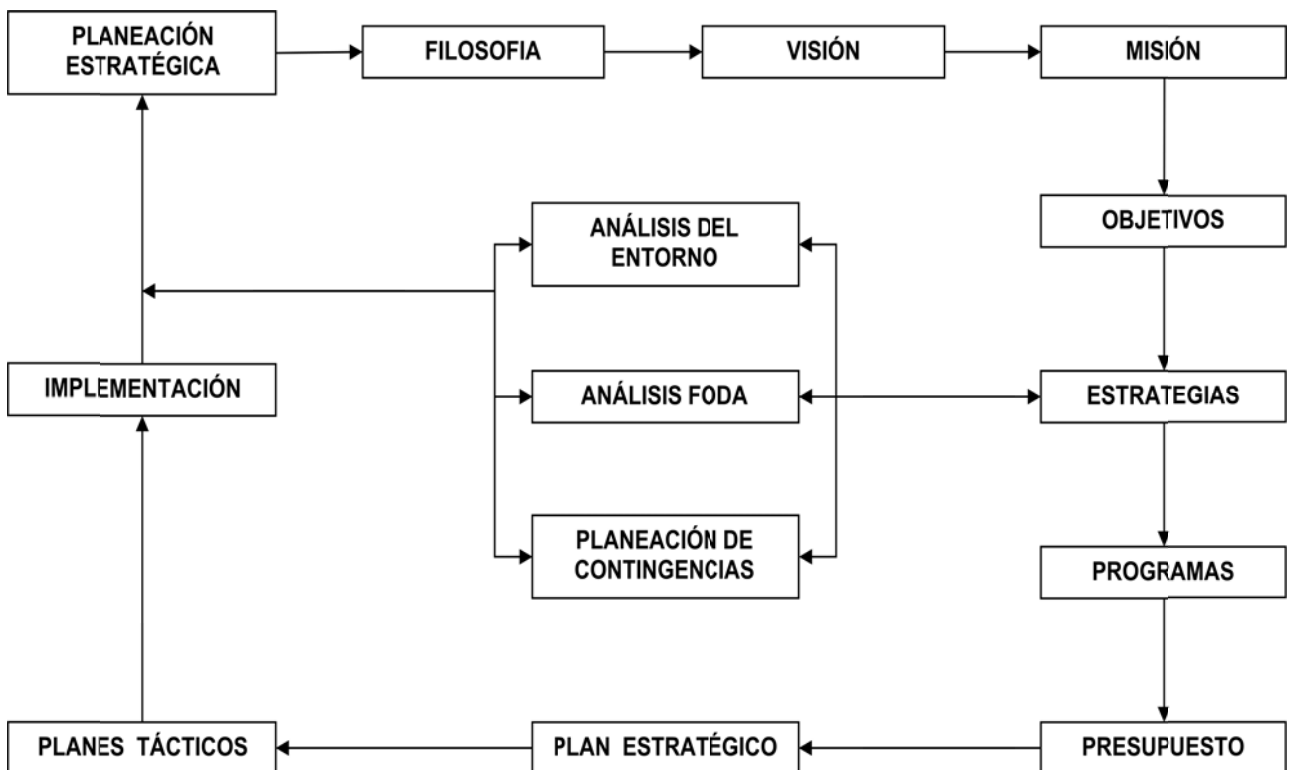 PLANEACIÓN
ESTRATÉGICA
FILOSOFIA
VISIÓN
MISIÓN
OBJETIVOS
ANÁLISIS DEL
ENTORNO
IMPLEMENTACIÓN
ANÁLISIS FODA
ESTRATEGIAS
PLANEACIÓN DE
CONTINGENCIAS
PROGRAMAS
PLANES TÁCTICOS
PLAN ESTRATÉGICO
PRESUPUESTO